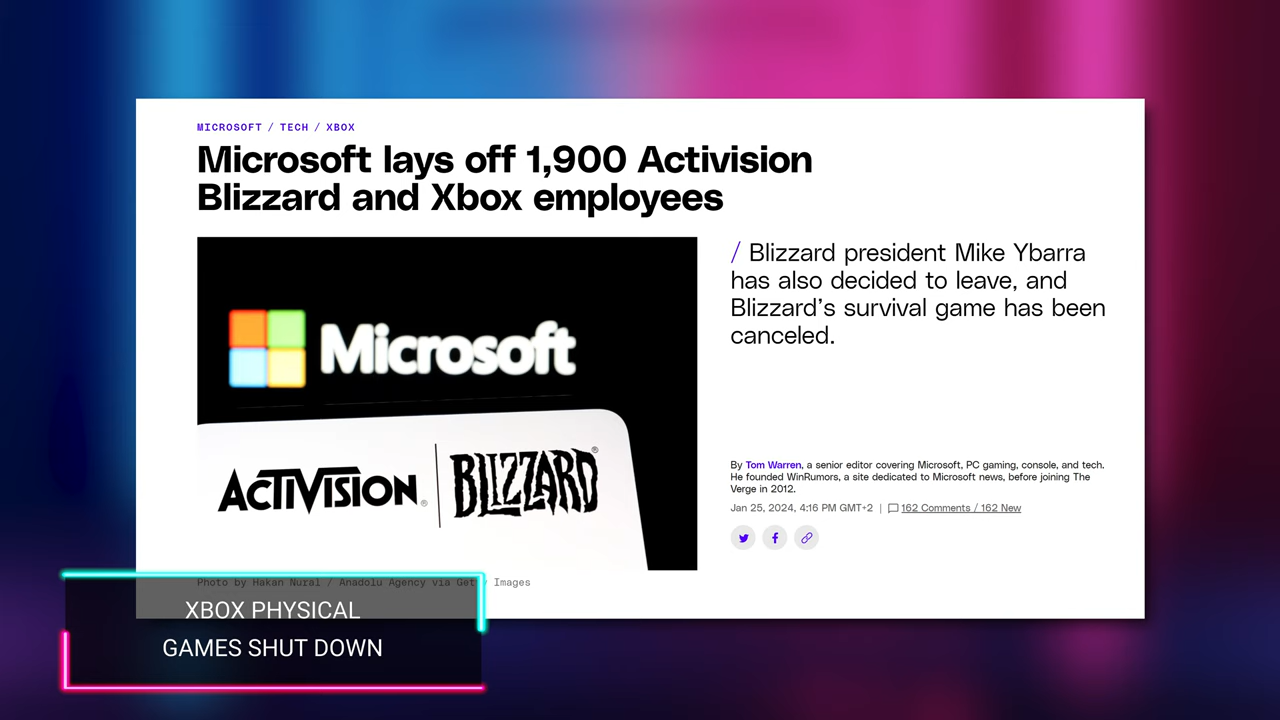 MICROSOFT / TECH / XBOX
Microsoft lays off 1,900 Activision
Blizzard and Xbox employees
Microsoft
ACTIVISION®
BLIZZARD®
/ Blizzard president Mike Ybarra
has also decided to leave, and
Blizzard's survival game has been
canceled.
By Tom Warren, a senior editor covering Microsoft, PC gaming, console, and tech.
He founded WinRumors, a site dedicated to Microsoft news, before joining The
Verge in 2012.
Jan 25, 2024, 4:16 PM GMT+2 | 162 Comments / 162 New
Photo by Hakan Nural / Anadolu Agency via Getty Images
XBOX PHYSICAL
GAMES SHUT DOWN